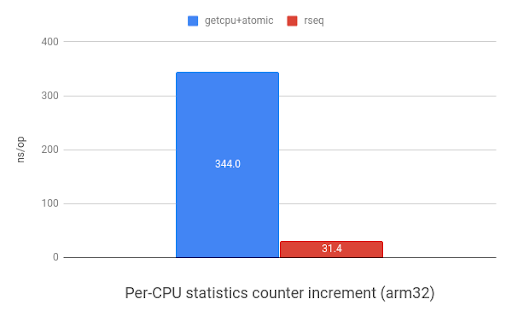 getcpu+atomic rseq
400
300
200
100
0
ns/op
344.0
31.4
Per-CPU statistics counter increment (arm32)